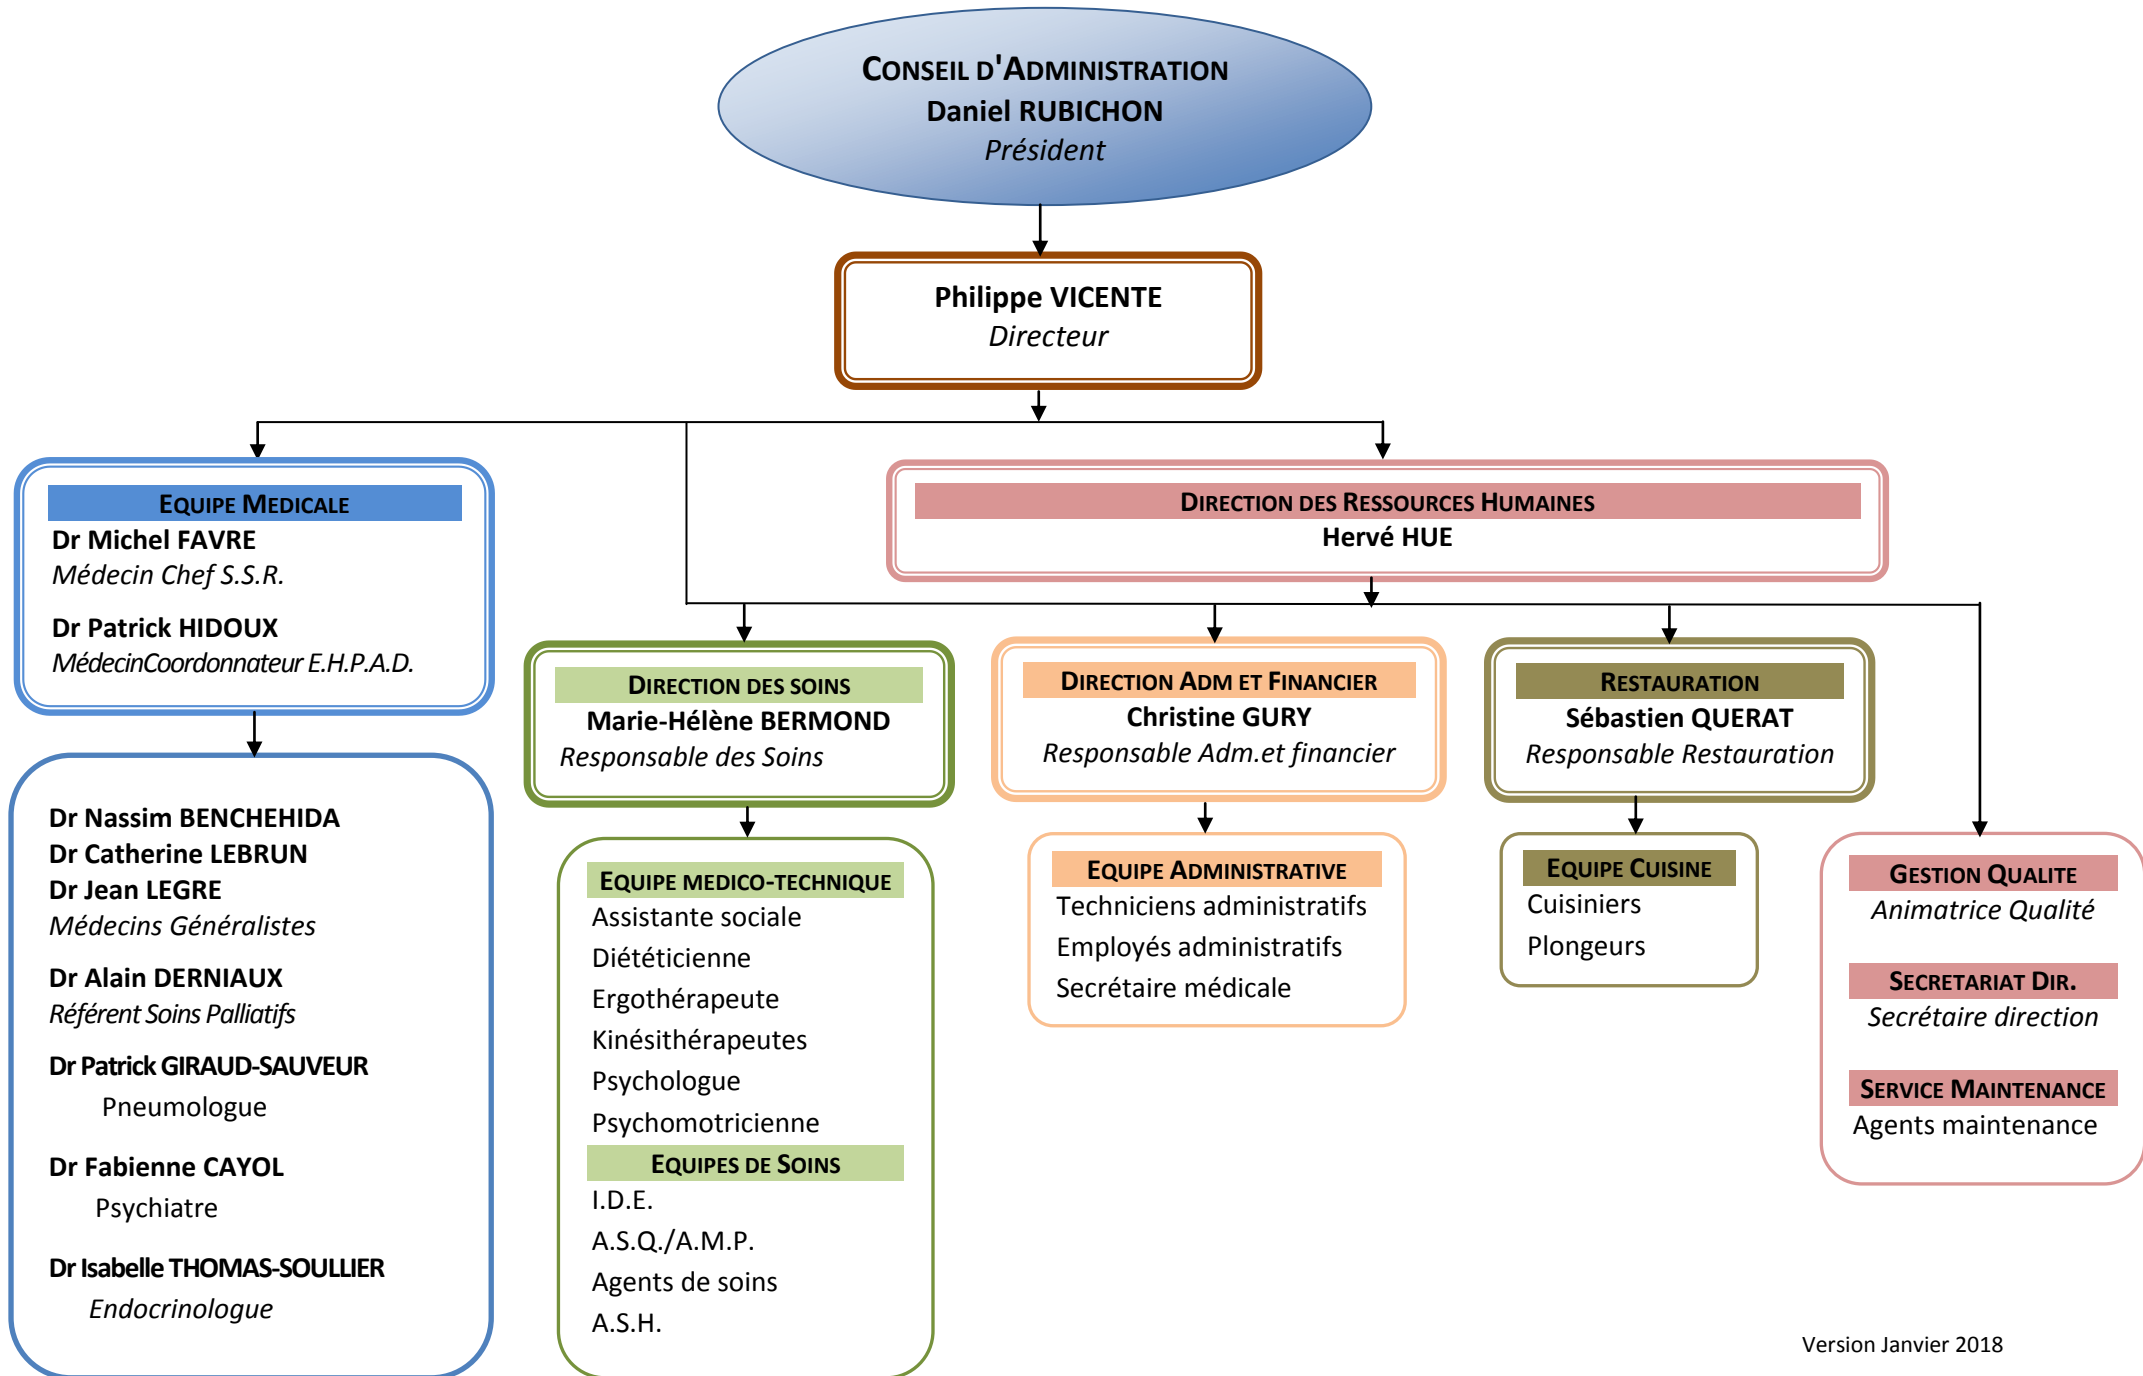 CONSEIL D'ADMINISTRATION
Daniel RUBICHON
Président
Philippe VICENTE
Directeur
EQUIPE MEDICALE
Dr Michel FAVRE
Médecin Chef S.S.R.
Dr Patrick HIDOUX
MédecinCoordonnateur E.H.P.A.D.
DIRECTION DES RESSOURCES HUMAINES
Hervé HUE
Dr Nassim BENCHEHIDA
Dr Catherine LEBRUN
Dr Jean LEGRE
Médecins Généralistes
Dr Alain DERNIAUX
Référent Soins Palliatifs
Dr Patrick GIRAUD-SAUVEUR
Pneumologue
Dr Fabienne CAYOL
Psychiatre
Dr Isabelle THOMAS-SOULLIER
Endocrinologue
DIRECTION DES SOINS
Marie-Hélène BERMOND
Responsable des Soins
EQUIPE MEDICO-TECHNIQUE
Assistante sociale
Diététicienne
Ergothérapeute
Kinésithérapeutes
Psychologue
Psychomotricienne
EQUIPES DE SOINS
I.D.E.
A.S.Q./A.M.P.
Agents de soins
A.S.H.
DIRECTION ADM ET FINANCIER
Christine GURY
Responsable Adm.et financier
EQUIPE ADMINISTRATIVE
Techniciens administratifs
Employés administratifs
Secrétaire médicale
RESTAURATION
Sébastien QUERAT
Responsable Restauration
EQUIPE CUISINE
Cuisiniers
Plongeurs
GESTION QUALITE
Animatrice Qualité
SECRETARIAT DIR.
Secrétaire direction
SERVICE MAINTENANCE
Agents maintenance
Version Janvier 2018